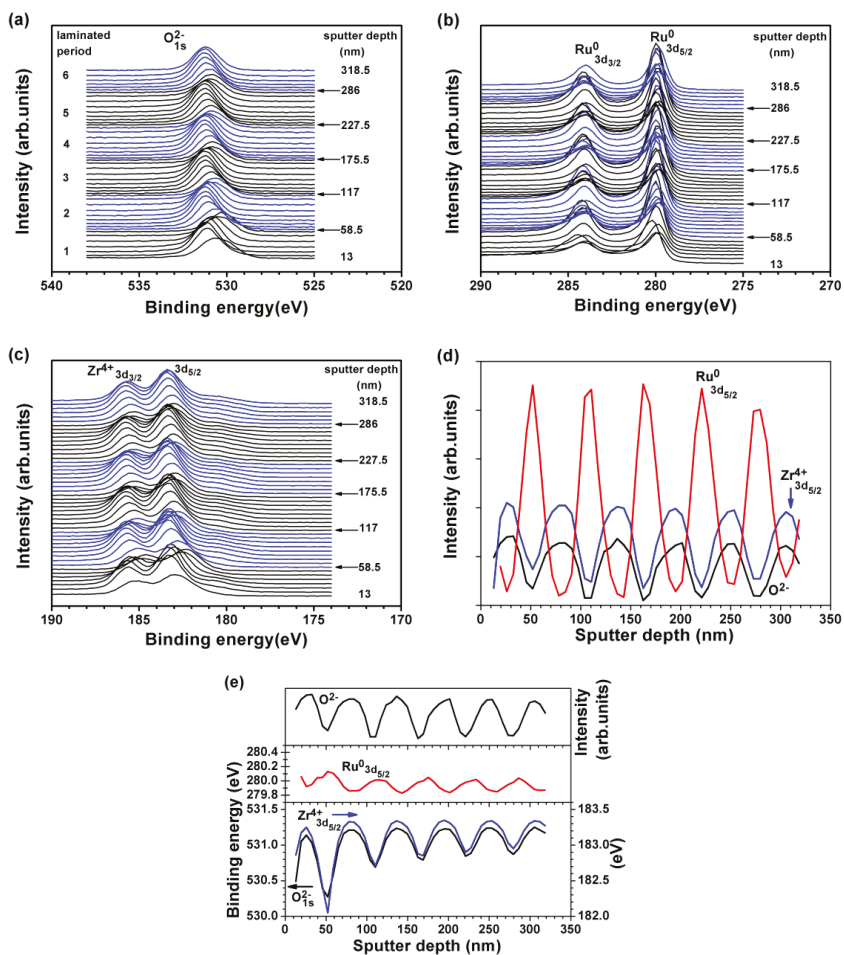 (a)
laminated period
O2-1s
sputter depth (nm)
6
318.5
286
5
227.5
4
175.5
3
117
2
58.5
1
13
Intensity (arb.units)
540 535 530 525 520
Binding energy(eV)
(b)
Ru0 3d3/2
Ru0 3d5/2
sputter depth (nm)
318.5
286
227.5
175.5
117
58.5
13
Intensity (arb.units)
290 285 280 275 270
Binding energy(eV)
(c)
Zr4+ 3d3/2
3d5/2
sputter depth (nm)
318.5
286
227.5
175.5
117
58.5
13
Intensity (arb.units)
190 185 180 175 170
Binding energy(eV)
(d)
Ru0 3d5/2
Zr4+ 3d5/2
O2-
Intensity (arb.units)
0 50 100 150 200 250 300 350
Sputter depth (nm)
(e)
O2-
Intensity (arb.units)
280.4
280.0
279.8
Ru0 3d5/2
Binding energy (eV)
531.5
531.0
530.5
530.0
Zr4+ 3d5/2
O2-1s
183.5
183.0
182.5
182.0
(eV)
0 50 100 150 200 250 300 350
Sputter depth (nm)